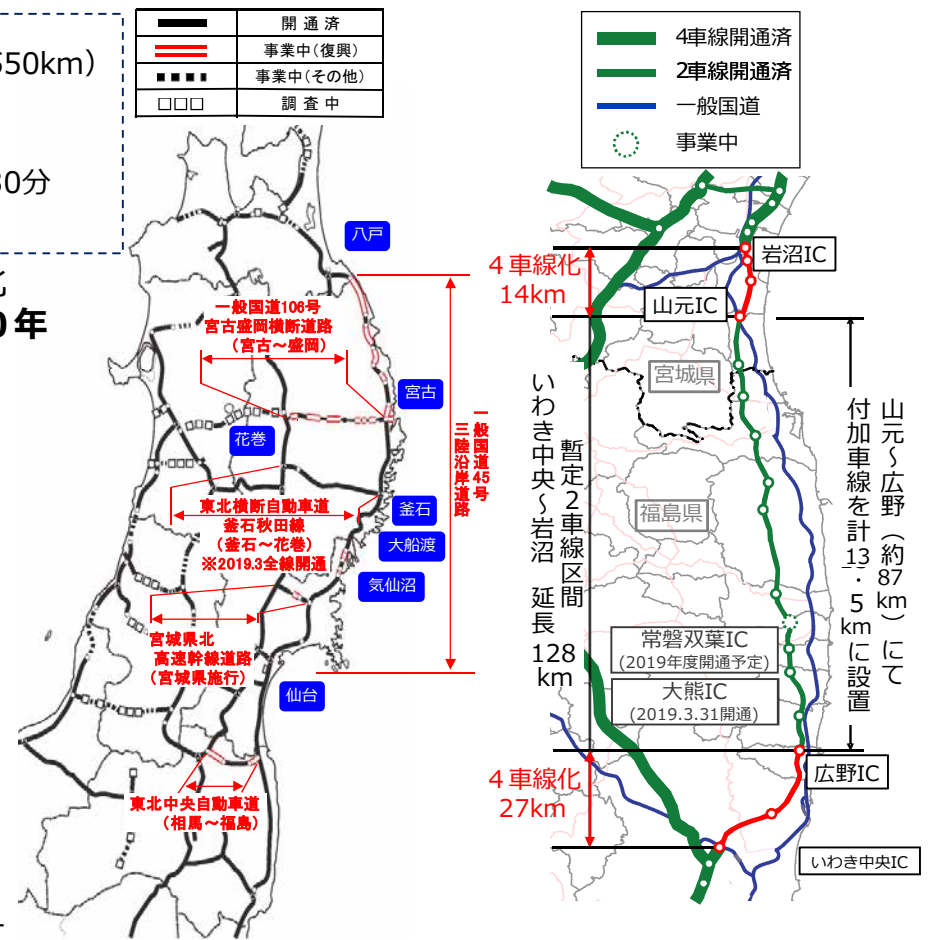 550km）
30分
北
０年
開通済
事業中（復興）
事業中（その他）
調査中
八戸
一般国道106号
宮古盛岡横断道路
（宮古～盛岡）
宮古
花巻
一般国道45号
三陸沿岸道路
東北横断自動車道
釜石秋田線
（釜石～花巻）
※2019.3全線開通
釜石
大船渡
気仙沼
宮城県北
高速幹線道路
（宮城県施行）
仙台
東北中央自動車道
（相馬～福島）
4車線開通済
2車線開通済
一般国道
事業中
４車線化
14km
岩沼IC
山元IC
宮城県
福島県
暫定２車線区間
いわき中央～岩沼 延長128km
山元～広野（約87km）にて
付加車線を計13・5kmに設置
常磐双葉IC
(2019年度開通予定)
大熊IC
(2019.3.31開通)
４車線化
27km
広野IC
いわき中央IC